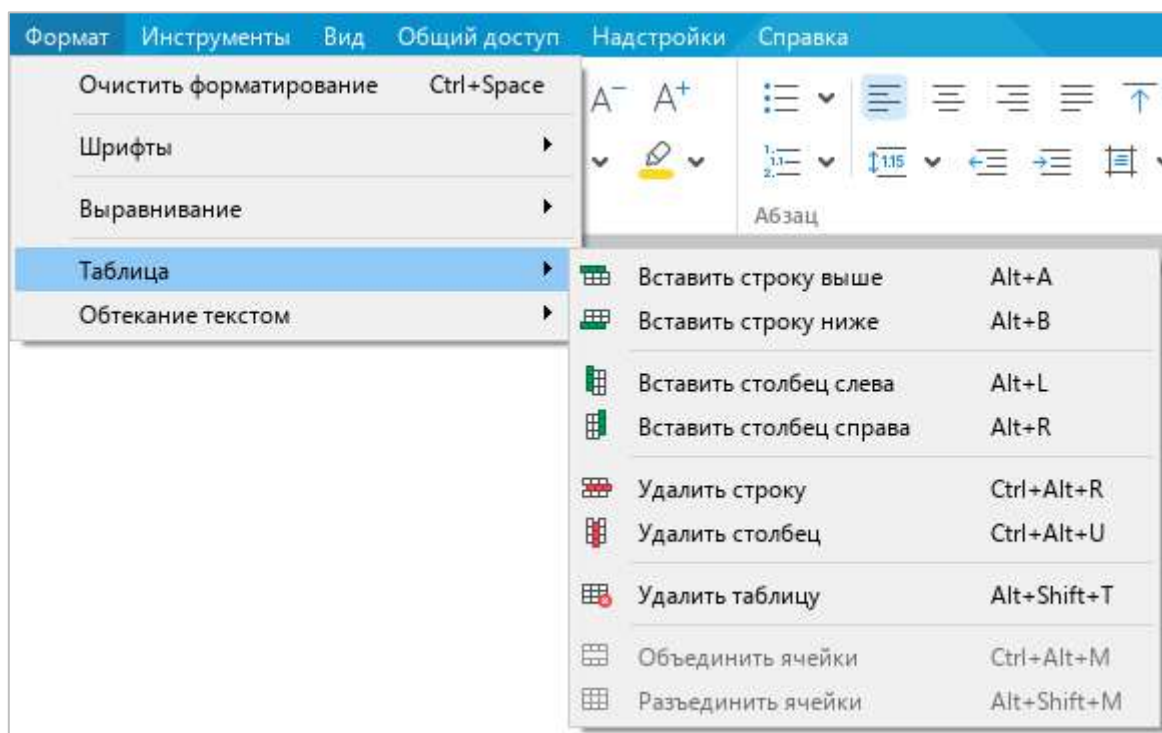 Формат Инструменты Вид Общий доступ Надстройки Справка
Очистить форматирование Ctrl+Space
Шрифты
Выравнивание
Таблица
Обтекание текстом
A− A+
1.15
Абзац
Вставить строку выше Alt+A
Вставить строку ниже Alt+B
Вставить столбец слева Alt+L
Вставить столбец справа Alt+R
Удалить строку Ctrl+Alt+R
Удалить столбец Ctrl+Alt+U
Удалить таблицу Alt+Shift+T
Объединить ячейки Ctrl+Alt+M
Разъединить ячейки Alt+Shift+M